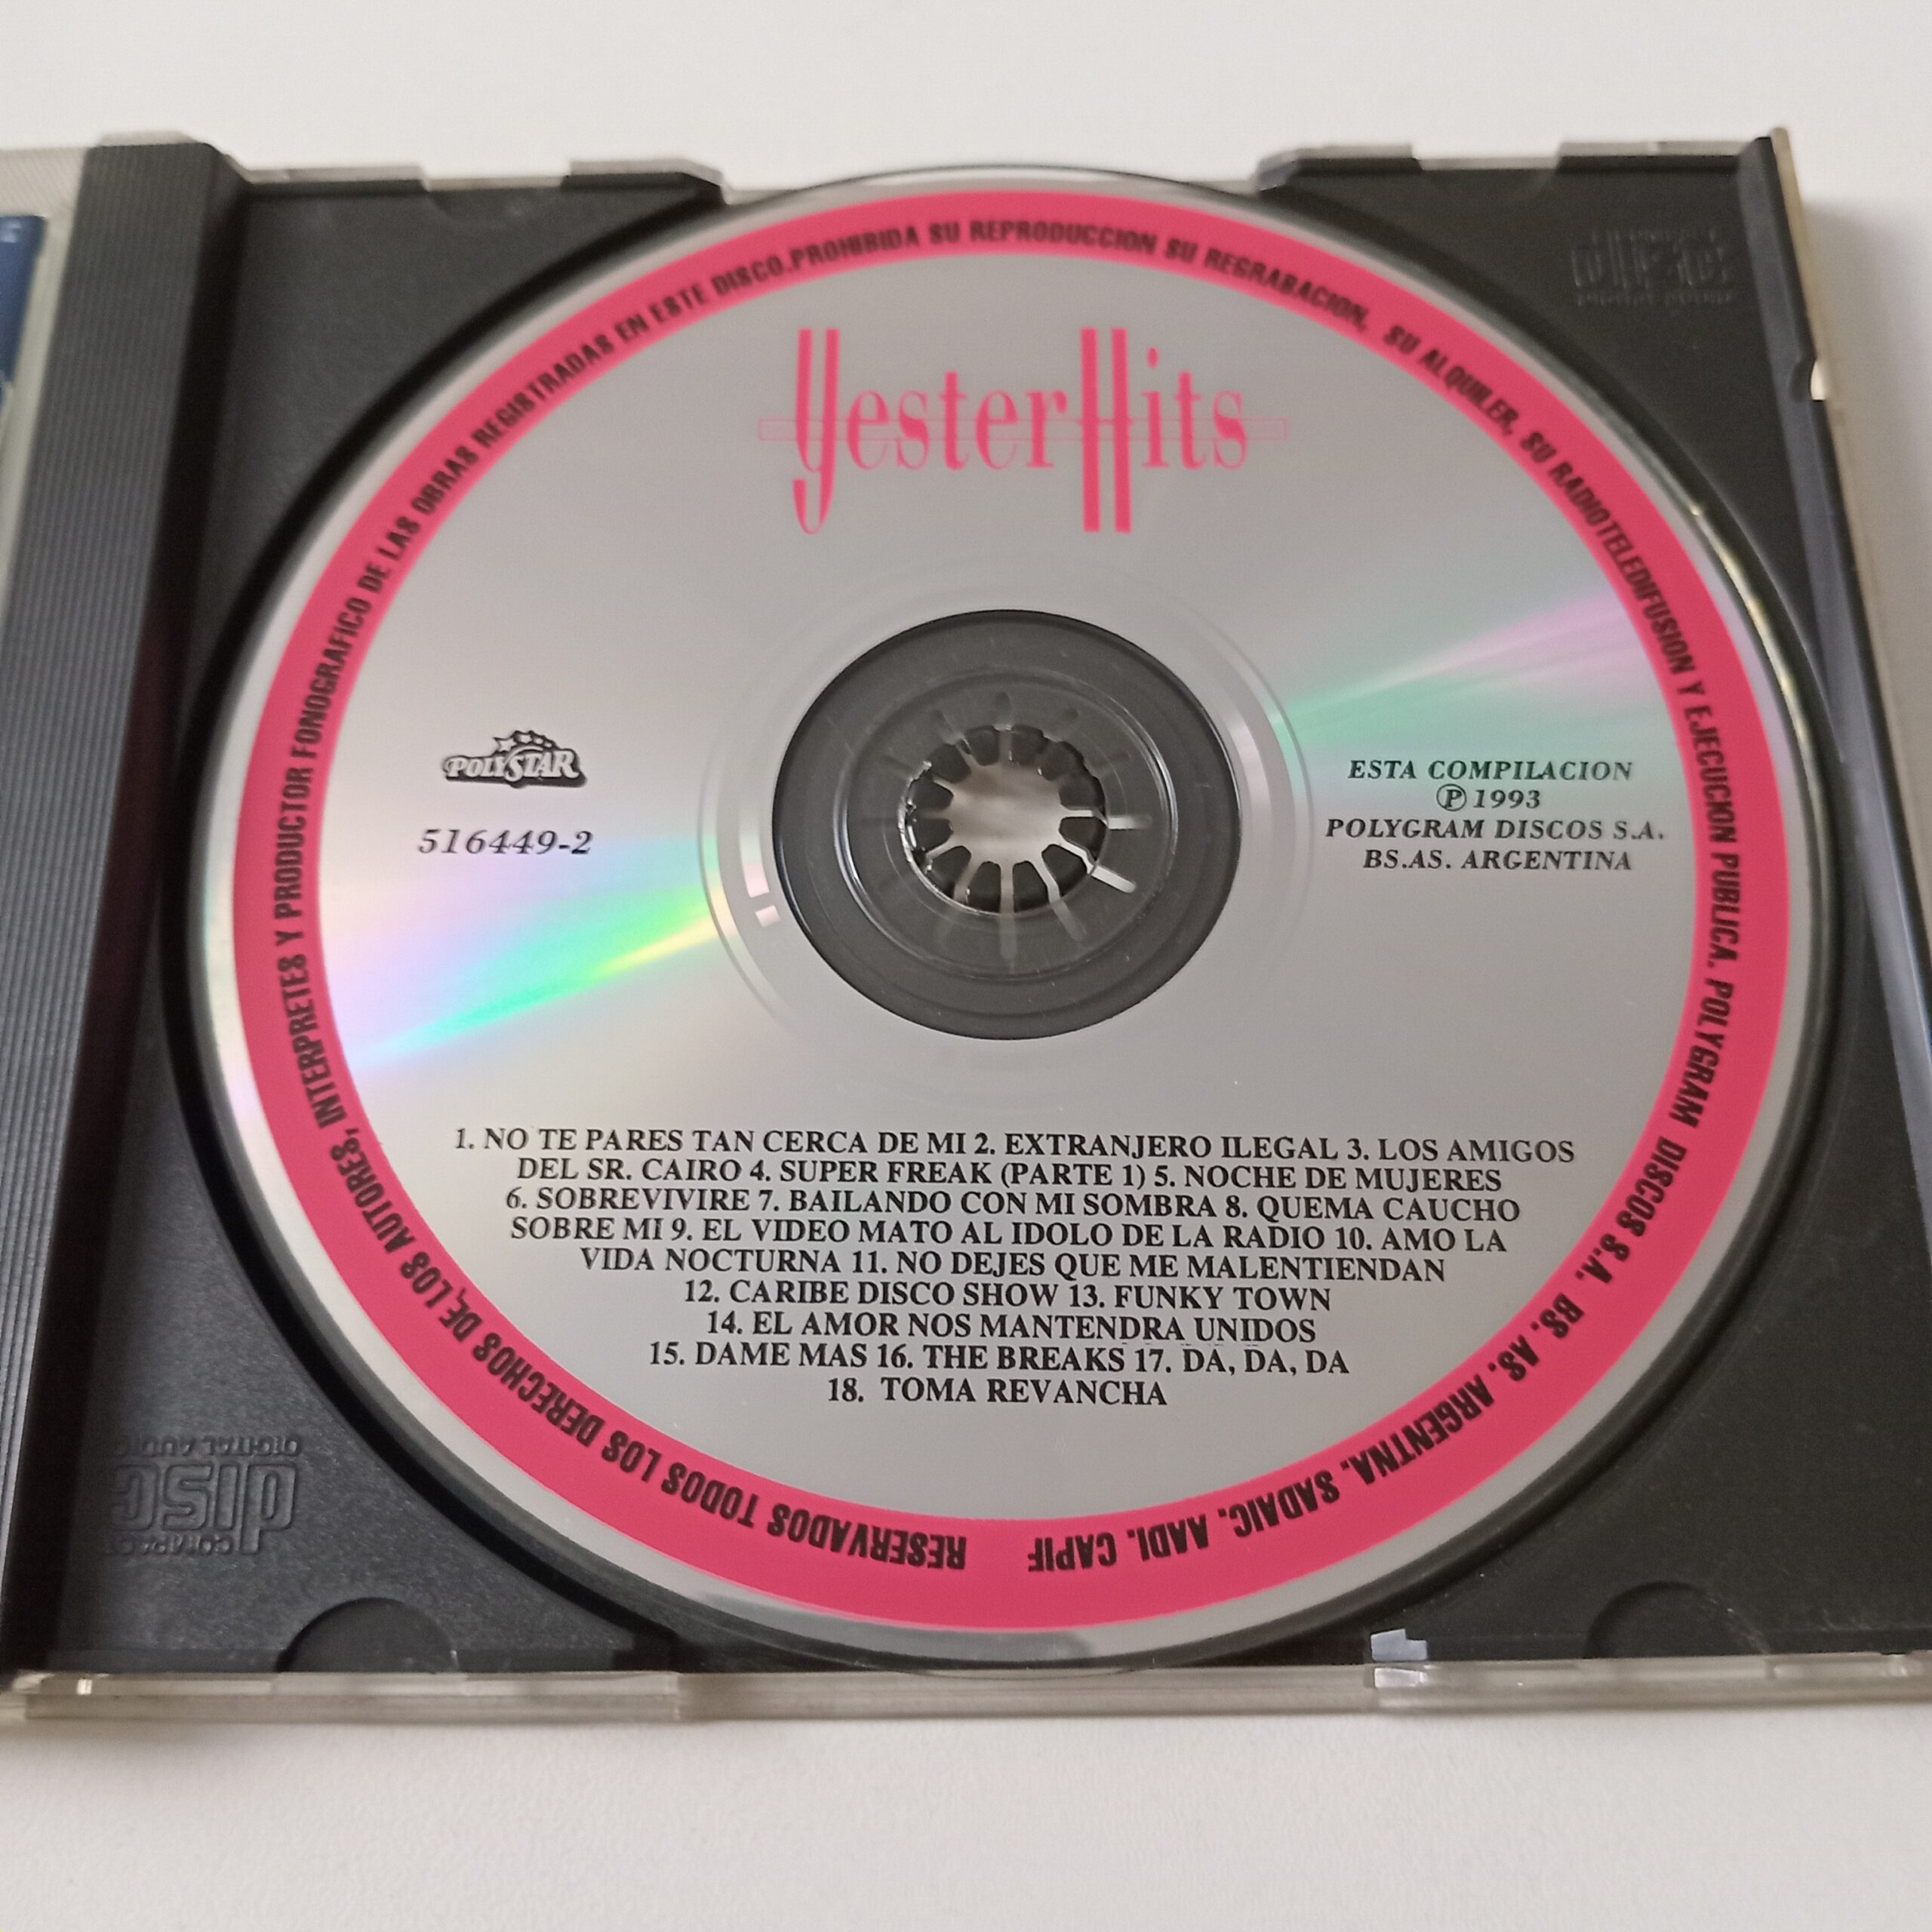 YesterHits
POLYSTAR
516449-2
ESTA COMPILACION
Ⓟ 1993
POLYGRAM DISCOS S.A.
BS.AS. ARGENTINA
1. NO TE PARES TAN CERCA DE MI 2. EXTRANJERO ILEGAL 3. LOS AMIGOS
DEL SR. CAIRO 4. SUPER FREAK (PARTE 1) 5. NOCHE DE MUJERES
6. SOBREVIVIRE 7. BAILANDO CON MI SOMBRA 8. QUEMA CAUCHO
SOBRE MI 9. EL VIDEO MATO AL IDOLO DE LA RADIO 10. AMO LA
VIDA NOCTURNA 11. NO DEJES QUE ME MALENTIENDAN
12. CARIBE DISCO SHOW 13. FUNKY TOWN
14. EL AMOR NOS MANTENDRA UNIDOS
15. DAME MAS 16. THE BREAKS 17. DA, DA, DA
18. TOMA REVANCHA
RESERVADOS TODOS LOS DERECHOS DE, LOS AUTORES, INTERPRETES Y PRODUCTOR FONOGRAFICO DE LAS OBRAS REGISTRADAS EN ESTE DISCO. PROHIBIDA SU REPRODUCCION SU REGRABACION, SU ALQUILER, SU RADIOTELEDIFUSION Y EJECUCION PUBLICA. POLYGRAM DISCOS S.A. BS. AS. ARGENTNA. SADAIC. AADI. CAPIF
COMPACT
disc
DIGITAL AUDIO